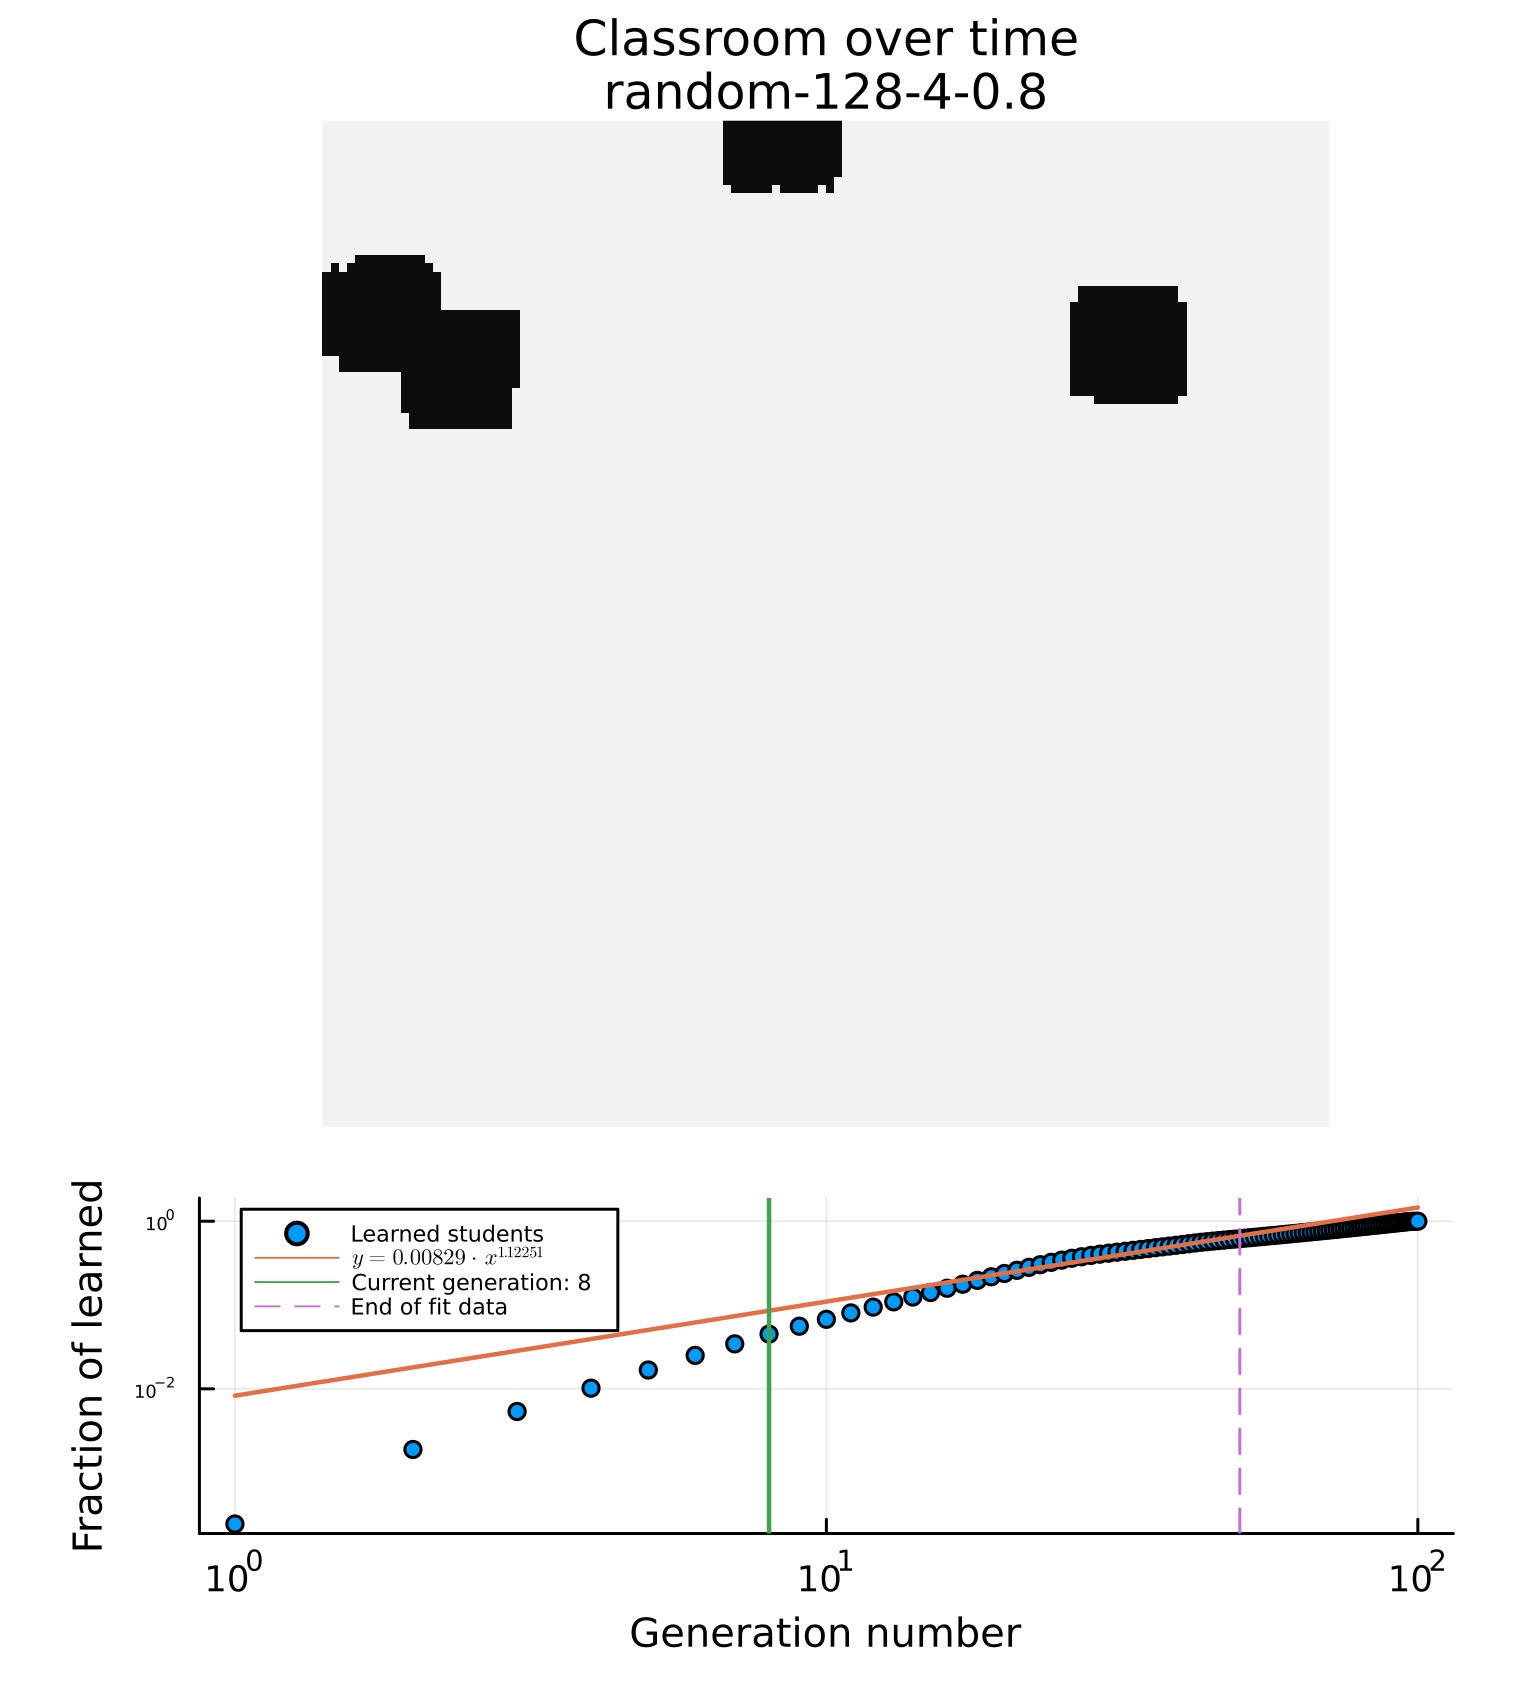 Classroom over time
random-128-4-0.8
Fraction of learned
10^0
10^−2
Learned students
y = 0.00829 · x^1.12251
Current generation: 8
End of fit data
10^0
10^1
10^2
Generation number